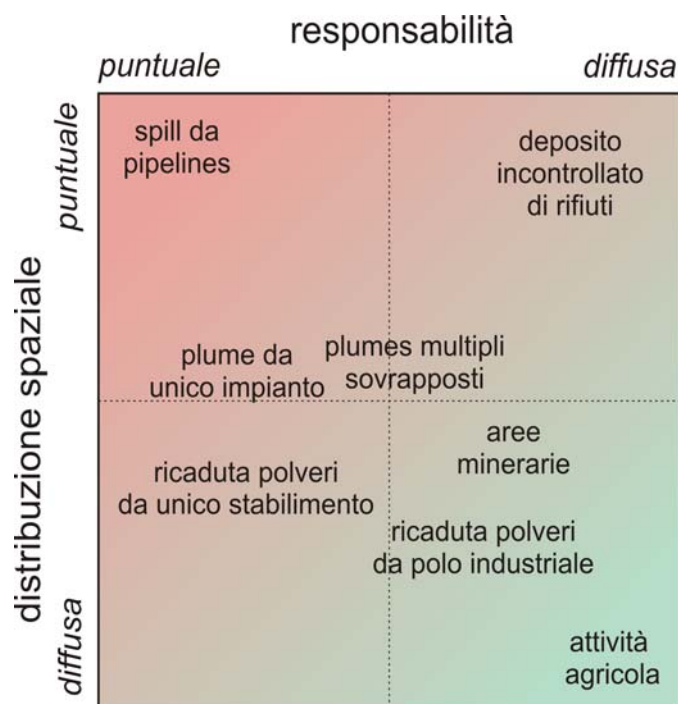 responsabilità
puntuale
diffusa
distribuzione spaziale
puntuale
diffusa
spill da
pipelines
deposito
incontrollato
di rifiuti
plume da
unico impianto
plumes multipli
sovrapposti
ricaduta polveri
da unico stabilimento
aree
minerarie
ricaduta polveri
da polo industriale
attività
agricola